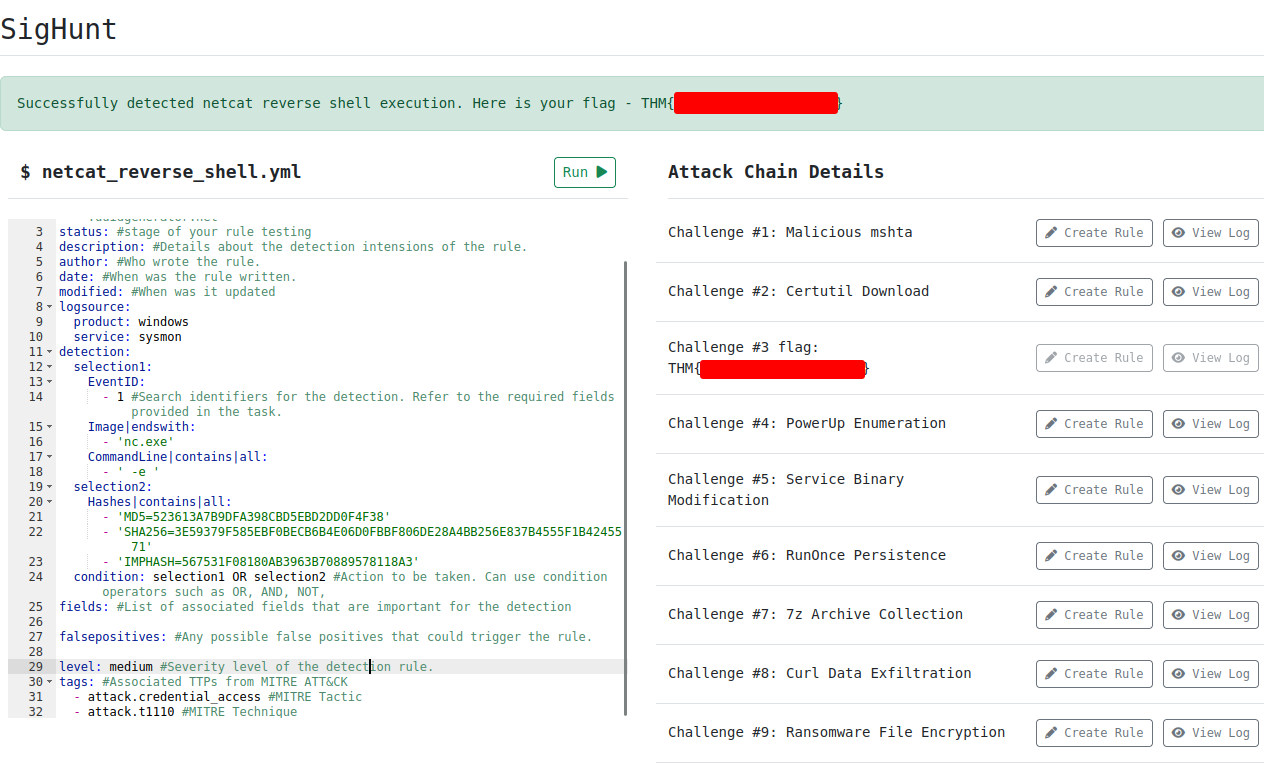 SigHunt
Successfully detected netcat reverse shell execution. Here is your flag - THM{ }
$ netcat_reverse_shell.yml
Run
3 status: #stage of your rule testing
4 description: #Details about the detection intensions of the rule.
5 author: #Who wrote the rule.
6 date: #When was the rule written.
7 modified: #When was it updated
8 logsource:
9 product: windows
10 service: sysmon
11 detection:
12 selection1:
13 EventID:
14 - 1 #Search identifiers for the detection. Refer to the required fields
provided in the task.
15 Image|endswith:
16 - 'nc.exe'
17 CommandLine|contains|all:
18 - ' -e '
19 selection2:
20 Hashes|contains|all:
21 - 'MD5=523613A7B9DFA398CBD5EBD2DD0F4F38'
22 - 'SHA256=3E59379F585EBF0BECB6B4E06D0FBBF806DE28A4BB256E837B4555F1B42455
71'
23 - 'IMPHASH=567531F08180AB3963B70889578118A3'
24 condition: selection1 OR selection2 #Action to be taken. Can use condition
operators such as OR, AND, NOT,
25 fields: #List of associated fields that are important for the detection
26
27 falsepositives: #Any possible false positives that could trigger the rule.
28
29 level: medium #Severity level of the detection rule.
30 tags: #Associated TTPs from MITRE ATT&CK
31 - attack.credential_access #MITRE Tactic
32 - attack.t1110 #MITRE Technique
Attack Chain Details
Challenge #1: Malicious mshta
Create Rule
View Log
Challenge #2: Certutil Download
Create Rule
View Log
Challenge #3 flag:
THM{ }
Create Rule
View Log
Challenge #4: PowerUp Enumeration
Create Rule
View Log
Challenge #5: Service Binary
Modification
Create Rule
View Log
Challenge #6: RunOnce Persistence
Create Rule
View Log
Challenge #7: 7z Archive Collection
Create Rule
View Log
Challenge #8: Curl Data Exfiltration
Create Rule
View Log
Challenge #9: Ransomware File Encryption
Create Rule
View Log